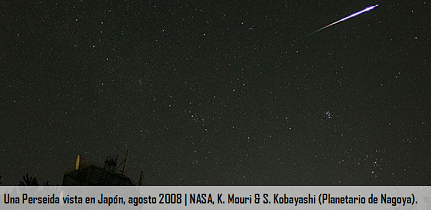 Una Perseida vista en Japón, agosto 2008 | NASA, K. Mouri & S. Kobayashi (Planetario de Nagoya).